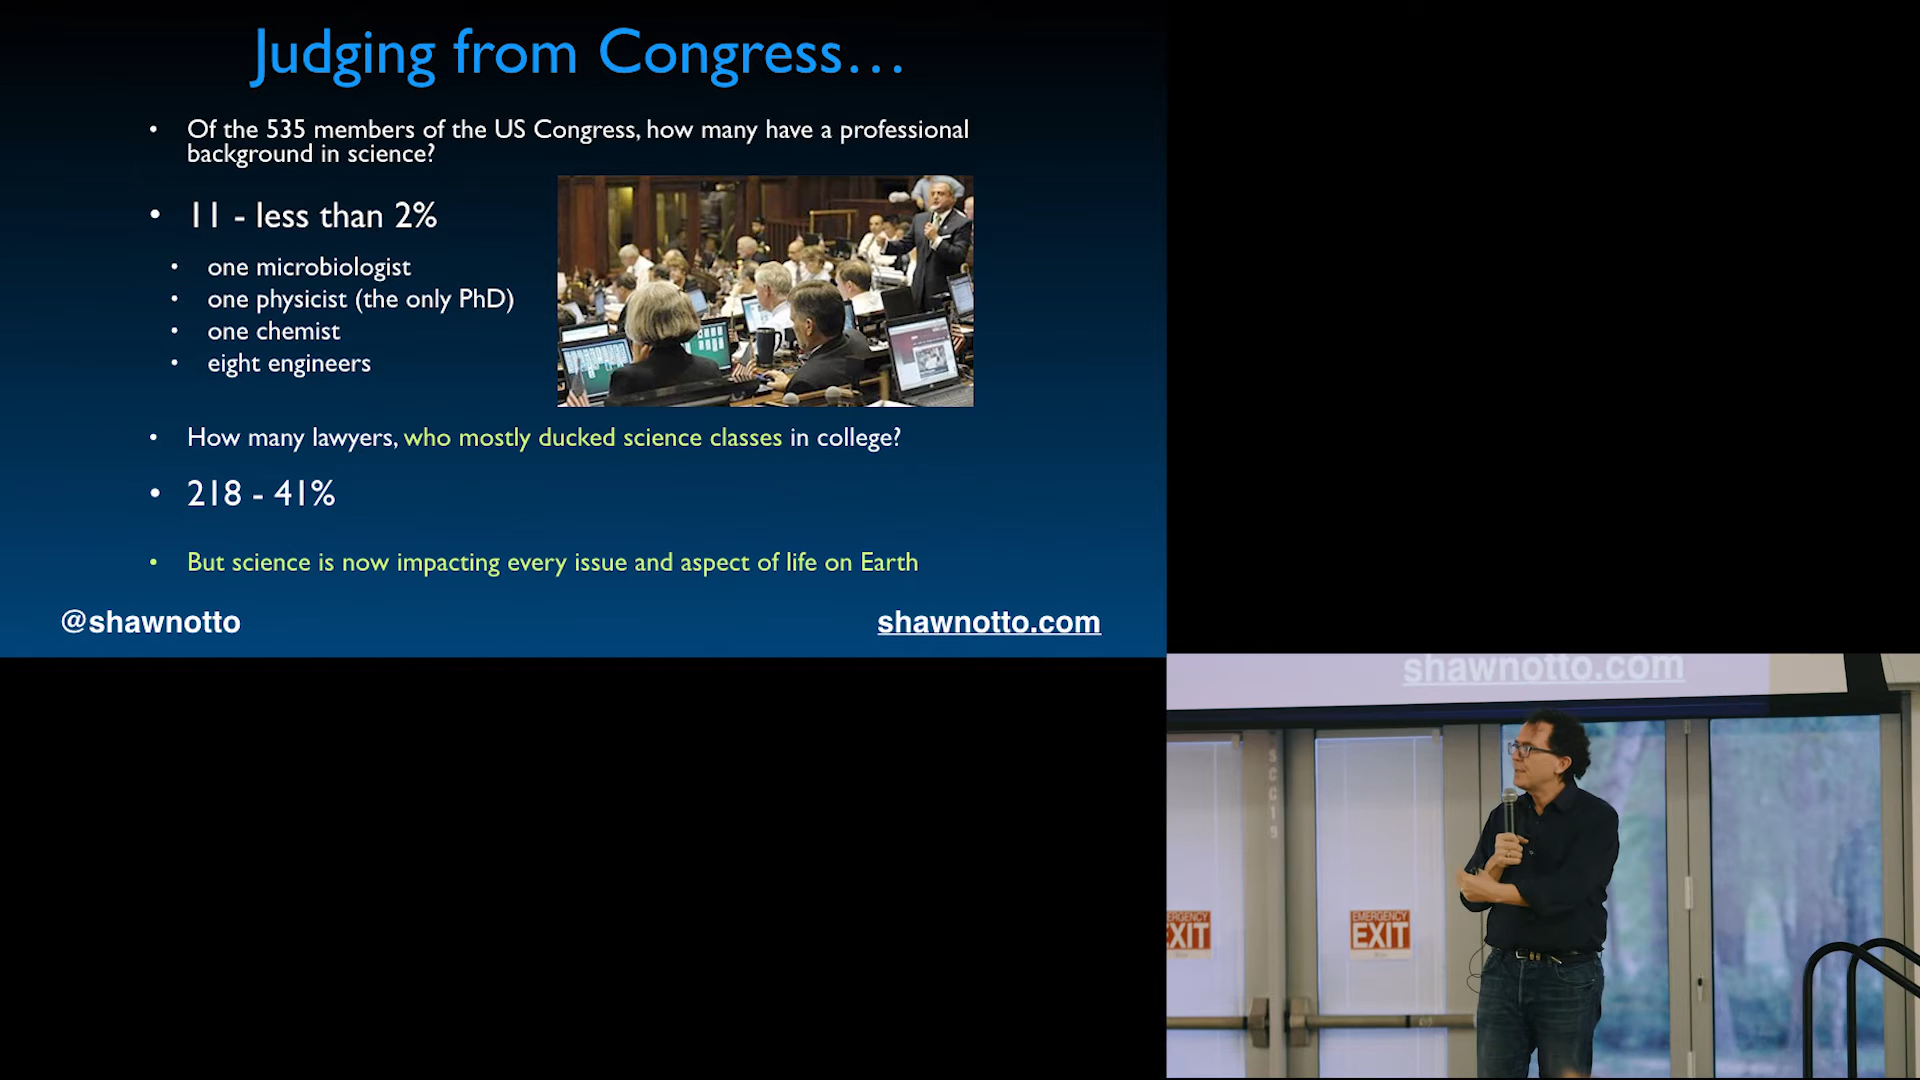 Judging from Congress…
• Of the 535 members of the US Congress, how many have a professional
background in science?
• 11 - less than 2%
• one microbiologist
• one physicist (the only PhD)
• one chemist
• eight engineers
• How many lawyers, who mostly ducked science classes in college?
• 218 - 41%
• But science is now impacting every issue and aspect of life on Earth
@shawnotto
shawnotto.com
shawnotto.com
SCC19
EMERGENCY
EXIT
EMERGENCY
EXIT